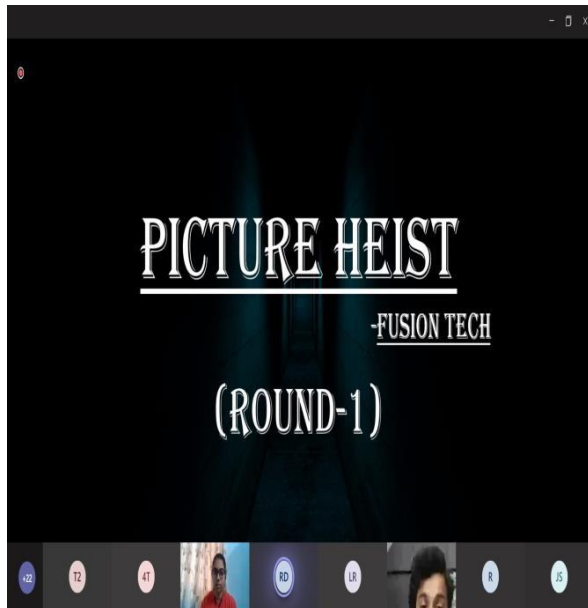 PICTURE HEIST
-FUSION TECH
(ROUND-1)
+22 T2 4T RD LR R JS